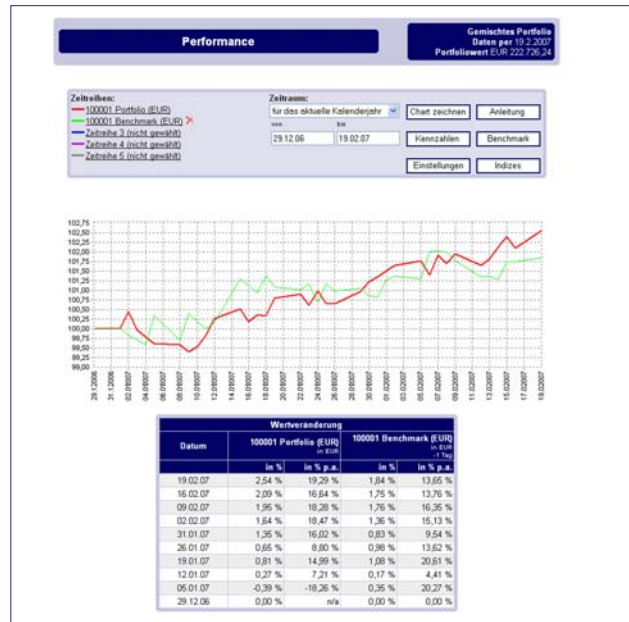 Performance
Gemischtes Portfolio
Daten per 19.2.2007
Portfoliowert EUR 222.726,24
Zeitreihen:
100001 Portfolio (EUR)
100001 Benchmark (EUR)
Zeitreihe 3 (nicht gewählt)
Zeitreihe 4 (nicht gewählt)
Zeitreihe 5 (nicht gewählt)
Zeitraum:
für das aktuelle Kalenderjahr
von bis
29.12.06 19.02.07
Chart zeichnen Anleitung
Kennzahlen Benchmark
Einstellungen Indizes
102,75
102,50
102,25
102,00
101,75
101,50
101,25
101,00
100,75
100,50
100,25
100,00
99,75
99,50
99,25
99,00
29.12006
31.12006
Wertveränderung
Datum 100001 Portfolio (EUR) in EUR 100001 Benchmark (EUR) in EUR -1 Tag
in % in % p.a. in % in % p.a.
19.02.07 2,54 % 19,29 % 1,84 % 13,65 %
16.02.07 2,09 % 16,64 % 1,75 % 13,76 %
09.02.07 1,95 % 18,28 % 1,76 % 16,35 %
02.02.07 1,64 % 18,47 % 1,36 % 15,13 %
31.01.07 1,35 % 16,02 % 0,83 % 9,54 %
26.01.07 0,65 % 8,80 % 0,98 % 13,62 %
19.01.07 0,81 % 14,99 % 1,08 % 20,61 %
12.01.07 0,27 % 7,21 % 0,17 % 4,41 %
05.01.07 -0,39 % -18,26 % 0,35 % 20,27 %
29.12.06 0,00 % n/a 0,00 % 0,00 %